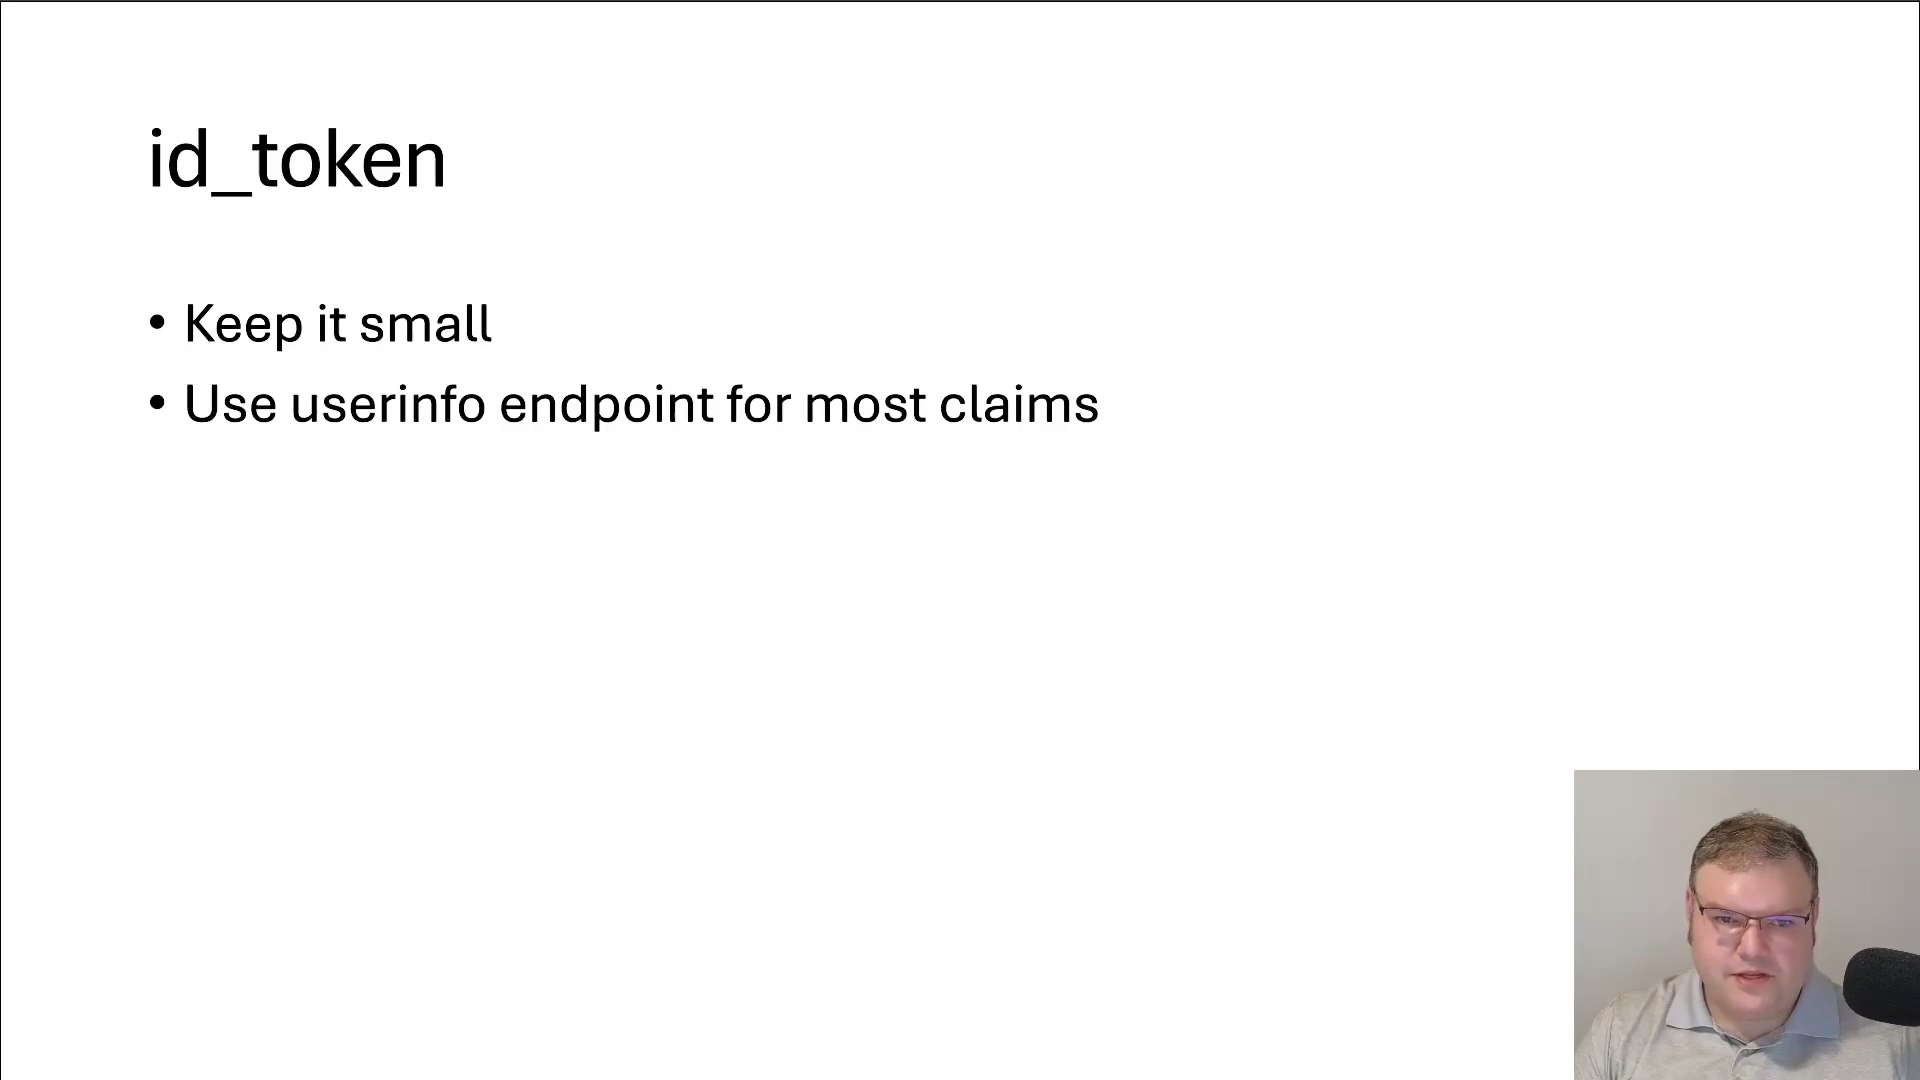 id_token
• Keep it small
• Use userinfo endpoint for most claims